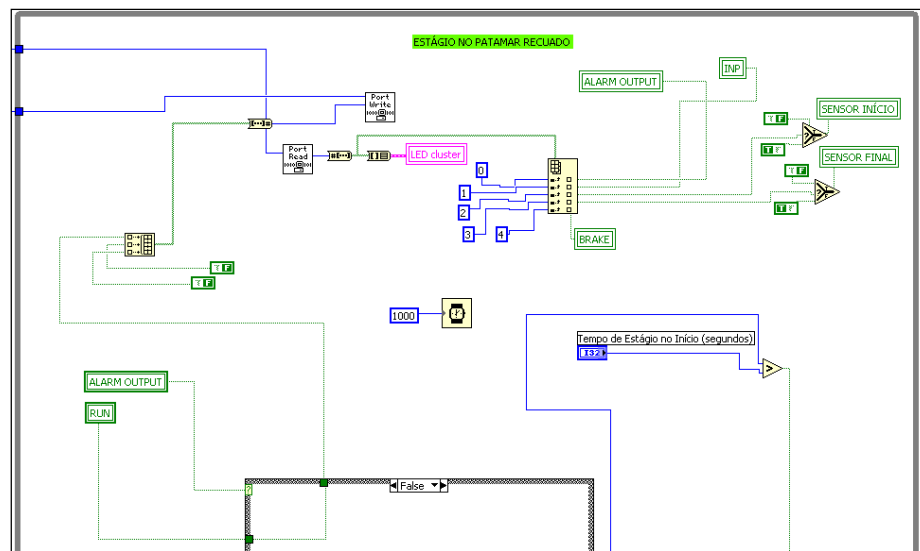 ESTÁGIO NO PATAMAR RECUADO
INP
ALARM OUTPUT
Port
Write
SENSOR INÍCIO
F
T
Port
Read
LED cluster
SENSOR FINAL
F
T
0
1
2
3
4
BRAKE
F
F
1000
Tempo de Estágio no Início (segundos)
I32
>
ALARM OUTPUT
RUN
?
False